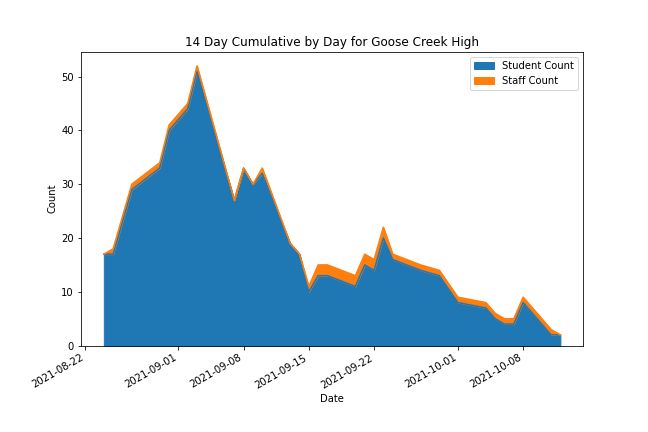 14 Day Cumulative by Day for Goose Creek High
Student Count
Staff Count
Count
50
40
30
20
10
0
2021-08-22
2021-09-01
2021-09-08
2021-09-15
2021-09-22
2021-10-01
2021-10-08
Date